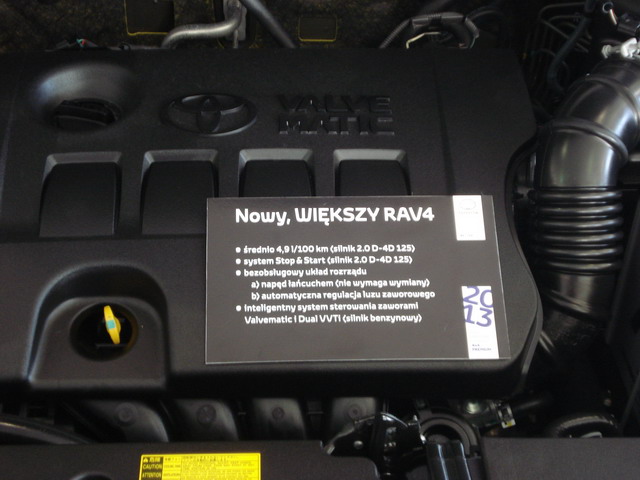 VALVE
MATIC
Nowy, WIĘKSZY RAV4
• średnio 4,9 l/100 km (silnik 2.0 D-4D 125)
• system Stop & Start (silnik 2.0 D-4D 125)
• bezobsługowy układ rozrządu
a) napęd łańcuchem (nie wymaga wymiany)
b) automatyczna regulacja luzu zaworowego
• inteligentny system sterowania zaworami
Valvematic i Dual VVTi (silnik benzynowy)
20
13
CAUTION
ATTENTION